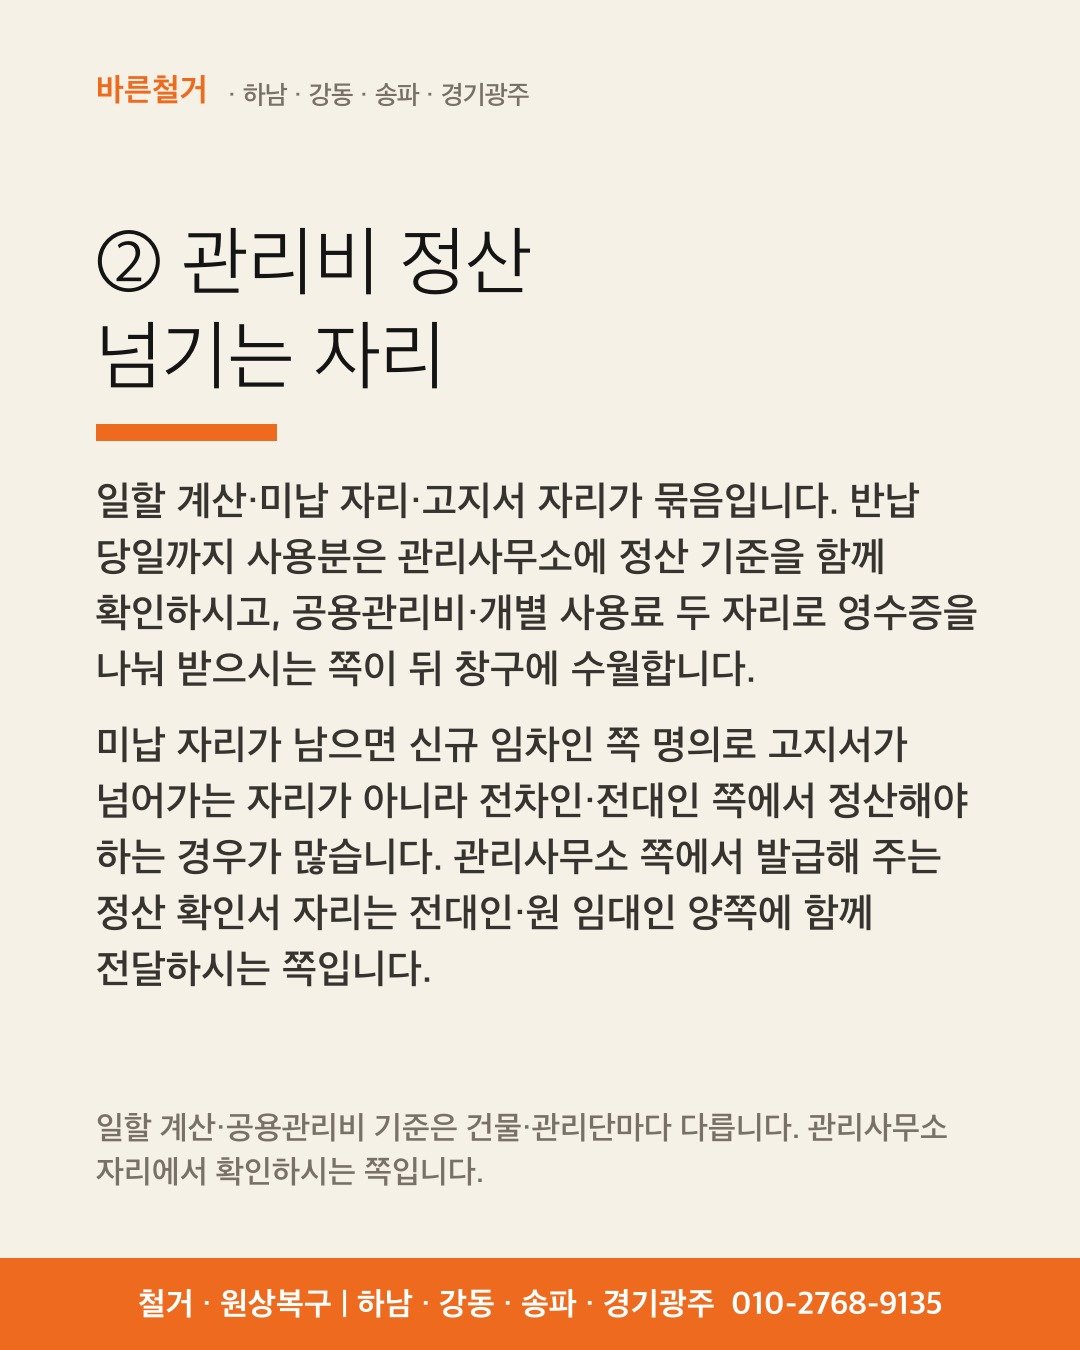 바른철거 · 하남 · 강동 · 송파 · 경기광주
② 관리비 정산
넘기는 자리
일할 계산·미납 자리·고지서 자리가 묶음입니다. 반납
당일까지 사용분은 관리사무소에 정산 기준을 함께
확인하시고, 공용관리비·개별 사용료 두 자리로 영수증을
나눠 받으시는 쪽이 뒤 창구에 수월합니다.
미납 자리가 남으면 신규 임차인 쪽 명의로 고지서가
넘어가는 자리가 아니라 전차인·전대인 쪽에서 정산해야
하는 경우가 많습니다. 관리사무소 쪽에서 발급해 주는
정산 확인서 자리는 전대인·원 임대인 양쪽에 함께
전달하시는 쪽입니다.
일할 계산·공용관리비 기준은 건물·관리단마다 다릅니다. 관리사무소
자리에서 확인하시는 쪽입니다.
철거 · 원상복구 | 하남 · 강동 · 송파 · 경기광주 010-2768-9135